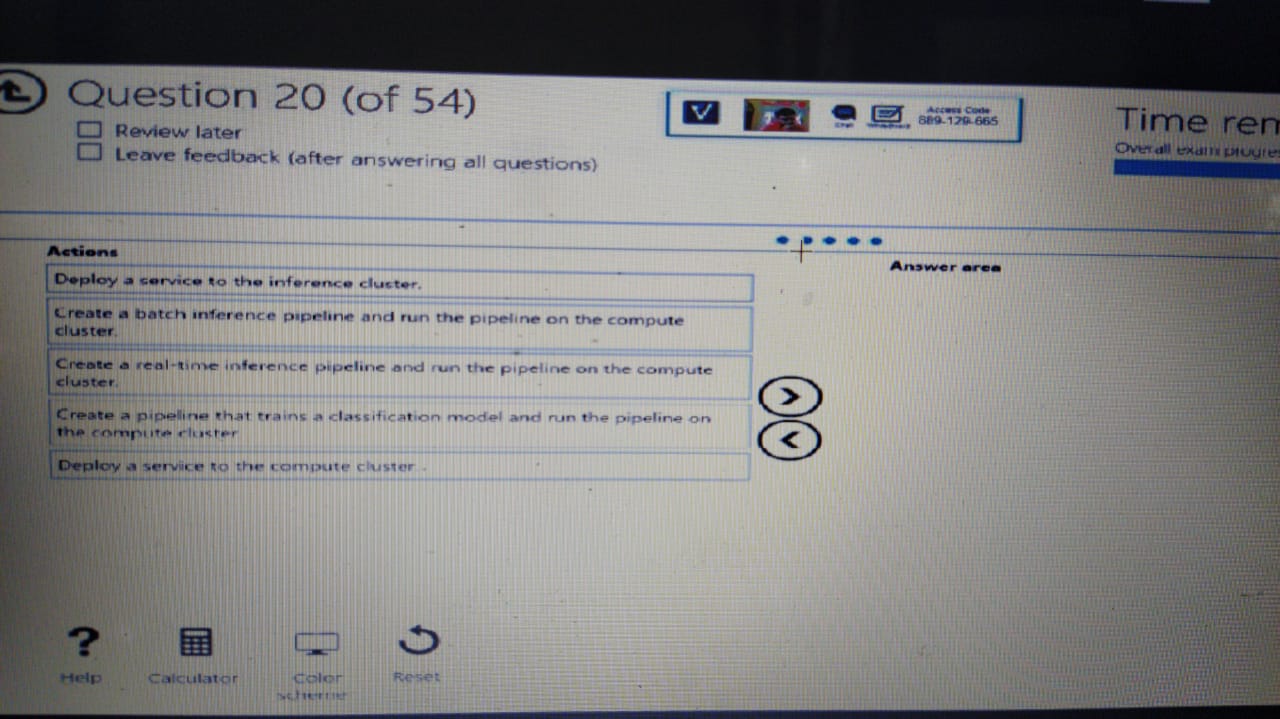 Question 20 (of 54)
Review later
Leave feedback (after answering all questions)
Access Code
889-129-665
Chat
Whiteboard
Time ren
Overall exam progres
Actions
Answer area
Deploy a service to the inference cluster.
Create a batch inference pipeline and run the pipeline on the compute
cluster.
Create a real-time inference pipeline and run the pipeline on the compute
cluster.
Create a pipeline that trains a classification model and run the pipeline on
the compute cluster
Deploy a service to the compute cluster.
Help
Calculator
Color
scheme
Reset